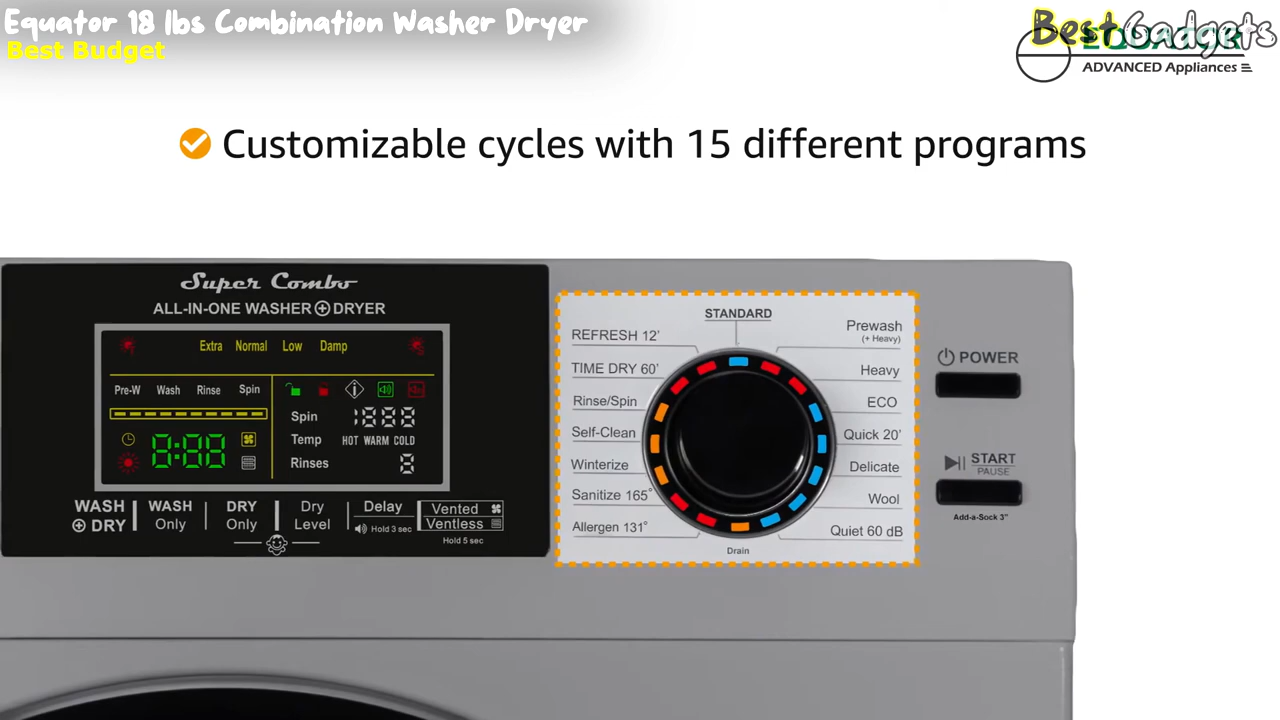 Equator 18 lbs Combination Washer Dryer
Best Budget
Best Gadgets
ADVANCED Appliances
Customizable cycles with 15 different programs
Super Combo
ALL-IN-ONE WASHER DRYER
Extra Normal Low Damp
Pre-W Wash Rinse Spin
Spin 1888
Temp HOT WARM COLD
8:88
Rinses 8
WASH + DRY
WASH Only
DRY Only
Dry Level
Delay
Hold 3 sec
Vented
Ventless
Hold 5 sec
STANDARD
REFRESH 12'
TIME DRY 60'
Rinse/Spin
Self-Clean
Winterize
Sanitize 165°
Allergen 131°
Drain
Prewash
(+ Heavy)
Heavy
ECO
Quick 20'
Delicate
Wool
Quiet 60 dB
POWER
START
PAUSE
Add-a-Sock 3"